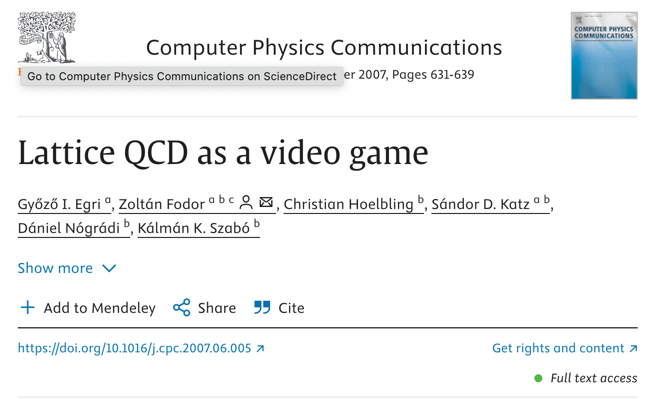 Computer Physics Communications
COMPUTER PHYSICS
COMMUNICATIONS
Go to Computer Physics Communications on ScienceDirect
er 2007, Pages 631-639
Lattice QCD as a video game
Győző I. Egri a, Zoltán Fodor a b c, Christian Hoelbling b, Sándor D. Katz a b,
Dániel Nógrádi b, Kálmán K. Szabó b
Show more
Add to Mendeley Share Cite
https://doi.org/10.1016/j.cpc.2007.06.005
Get rights and content
Full text access